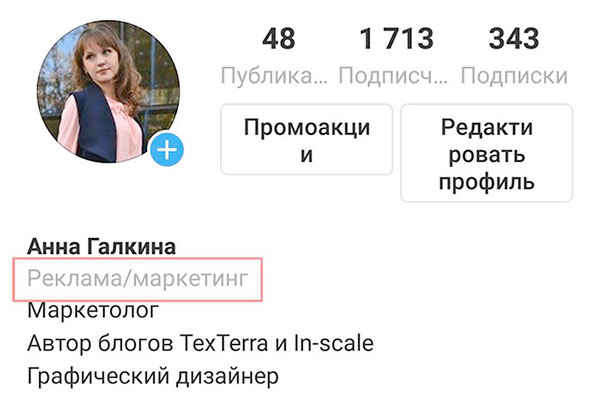 48 1 713 343
Публика... Подписч... Подписки
Промоакци
и
Редакти
ровать
профиль
Анна Галкина
Реклама/маркетинг
Маркетолог
Автор блогов TexTerra и In-scale
Графический дизайнер